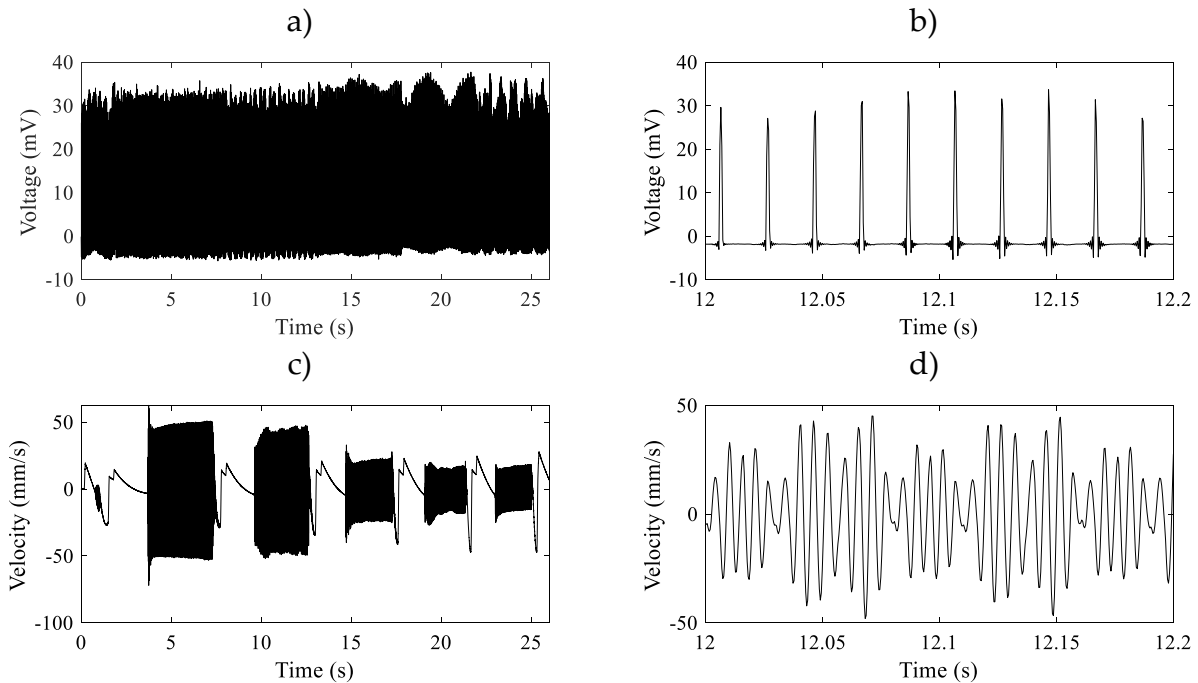 a)
40
30
20
10
0
-10
Voltage (mV)
0 5 10 15 20 25
Time (s)
b)
40
30
20
10
0
-10
Voltage (mV)
12 12.05 12.1 12.15 12.2
Time (s)
c)
50
0
-50
-100
Velocity (mm/s)
0 5 10 15 20 25
Time (s)
d)
50
0
-50
Velocity (mm/s)
12 12.05 12.1 12.15 12.2
Time (s)